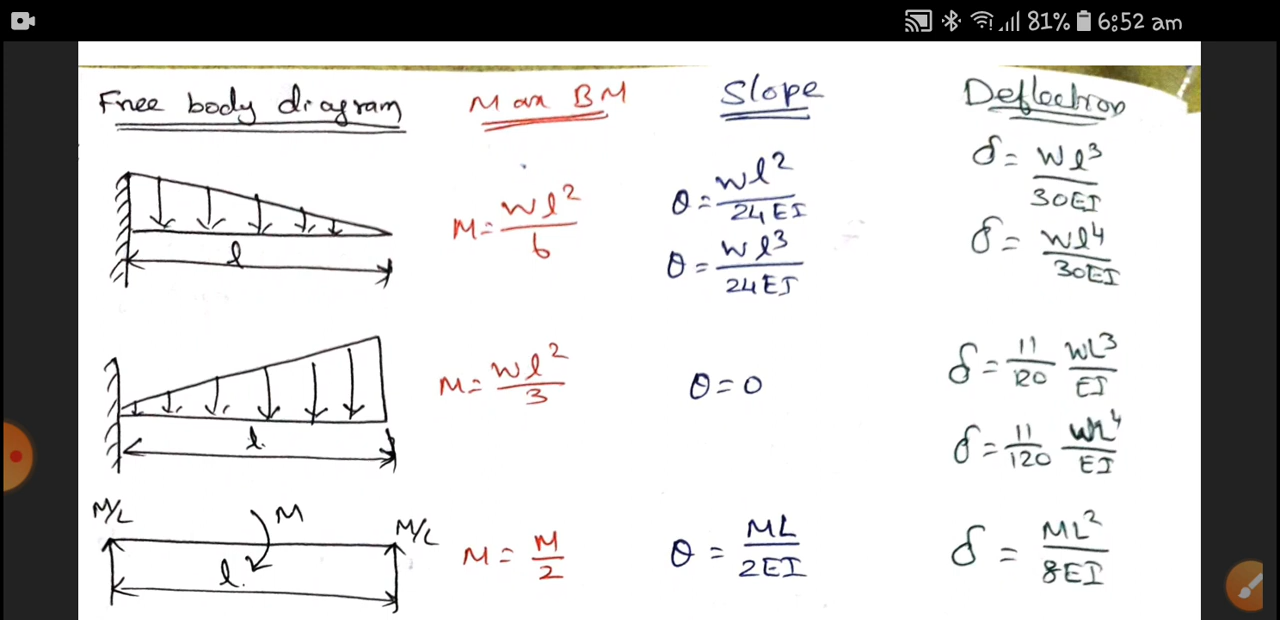 81% 6:52 am
Free body diagram Max BM Slope Deflection
l M = wl²/6 θ = wl²/24EI δ = wl³/30EI
θ = wl³/24EI δ = wl⁴/30EI
l. M = wl²/3 θ = 0 δ = 11/120 WL³/EI
δ = 11/120 WL⁴/EI
M/L M M/L
l. M = M/2 θ = ML/2EI δ = ML²/8EI